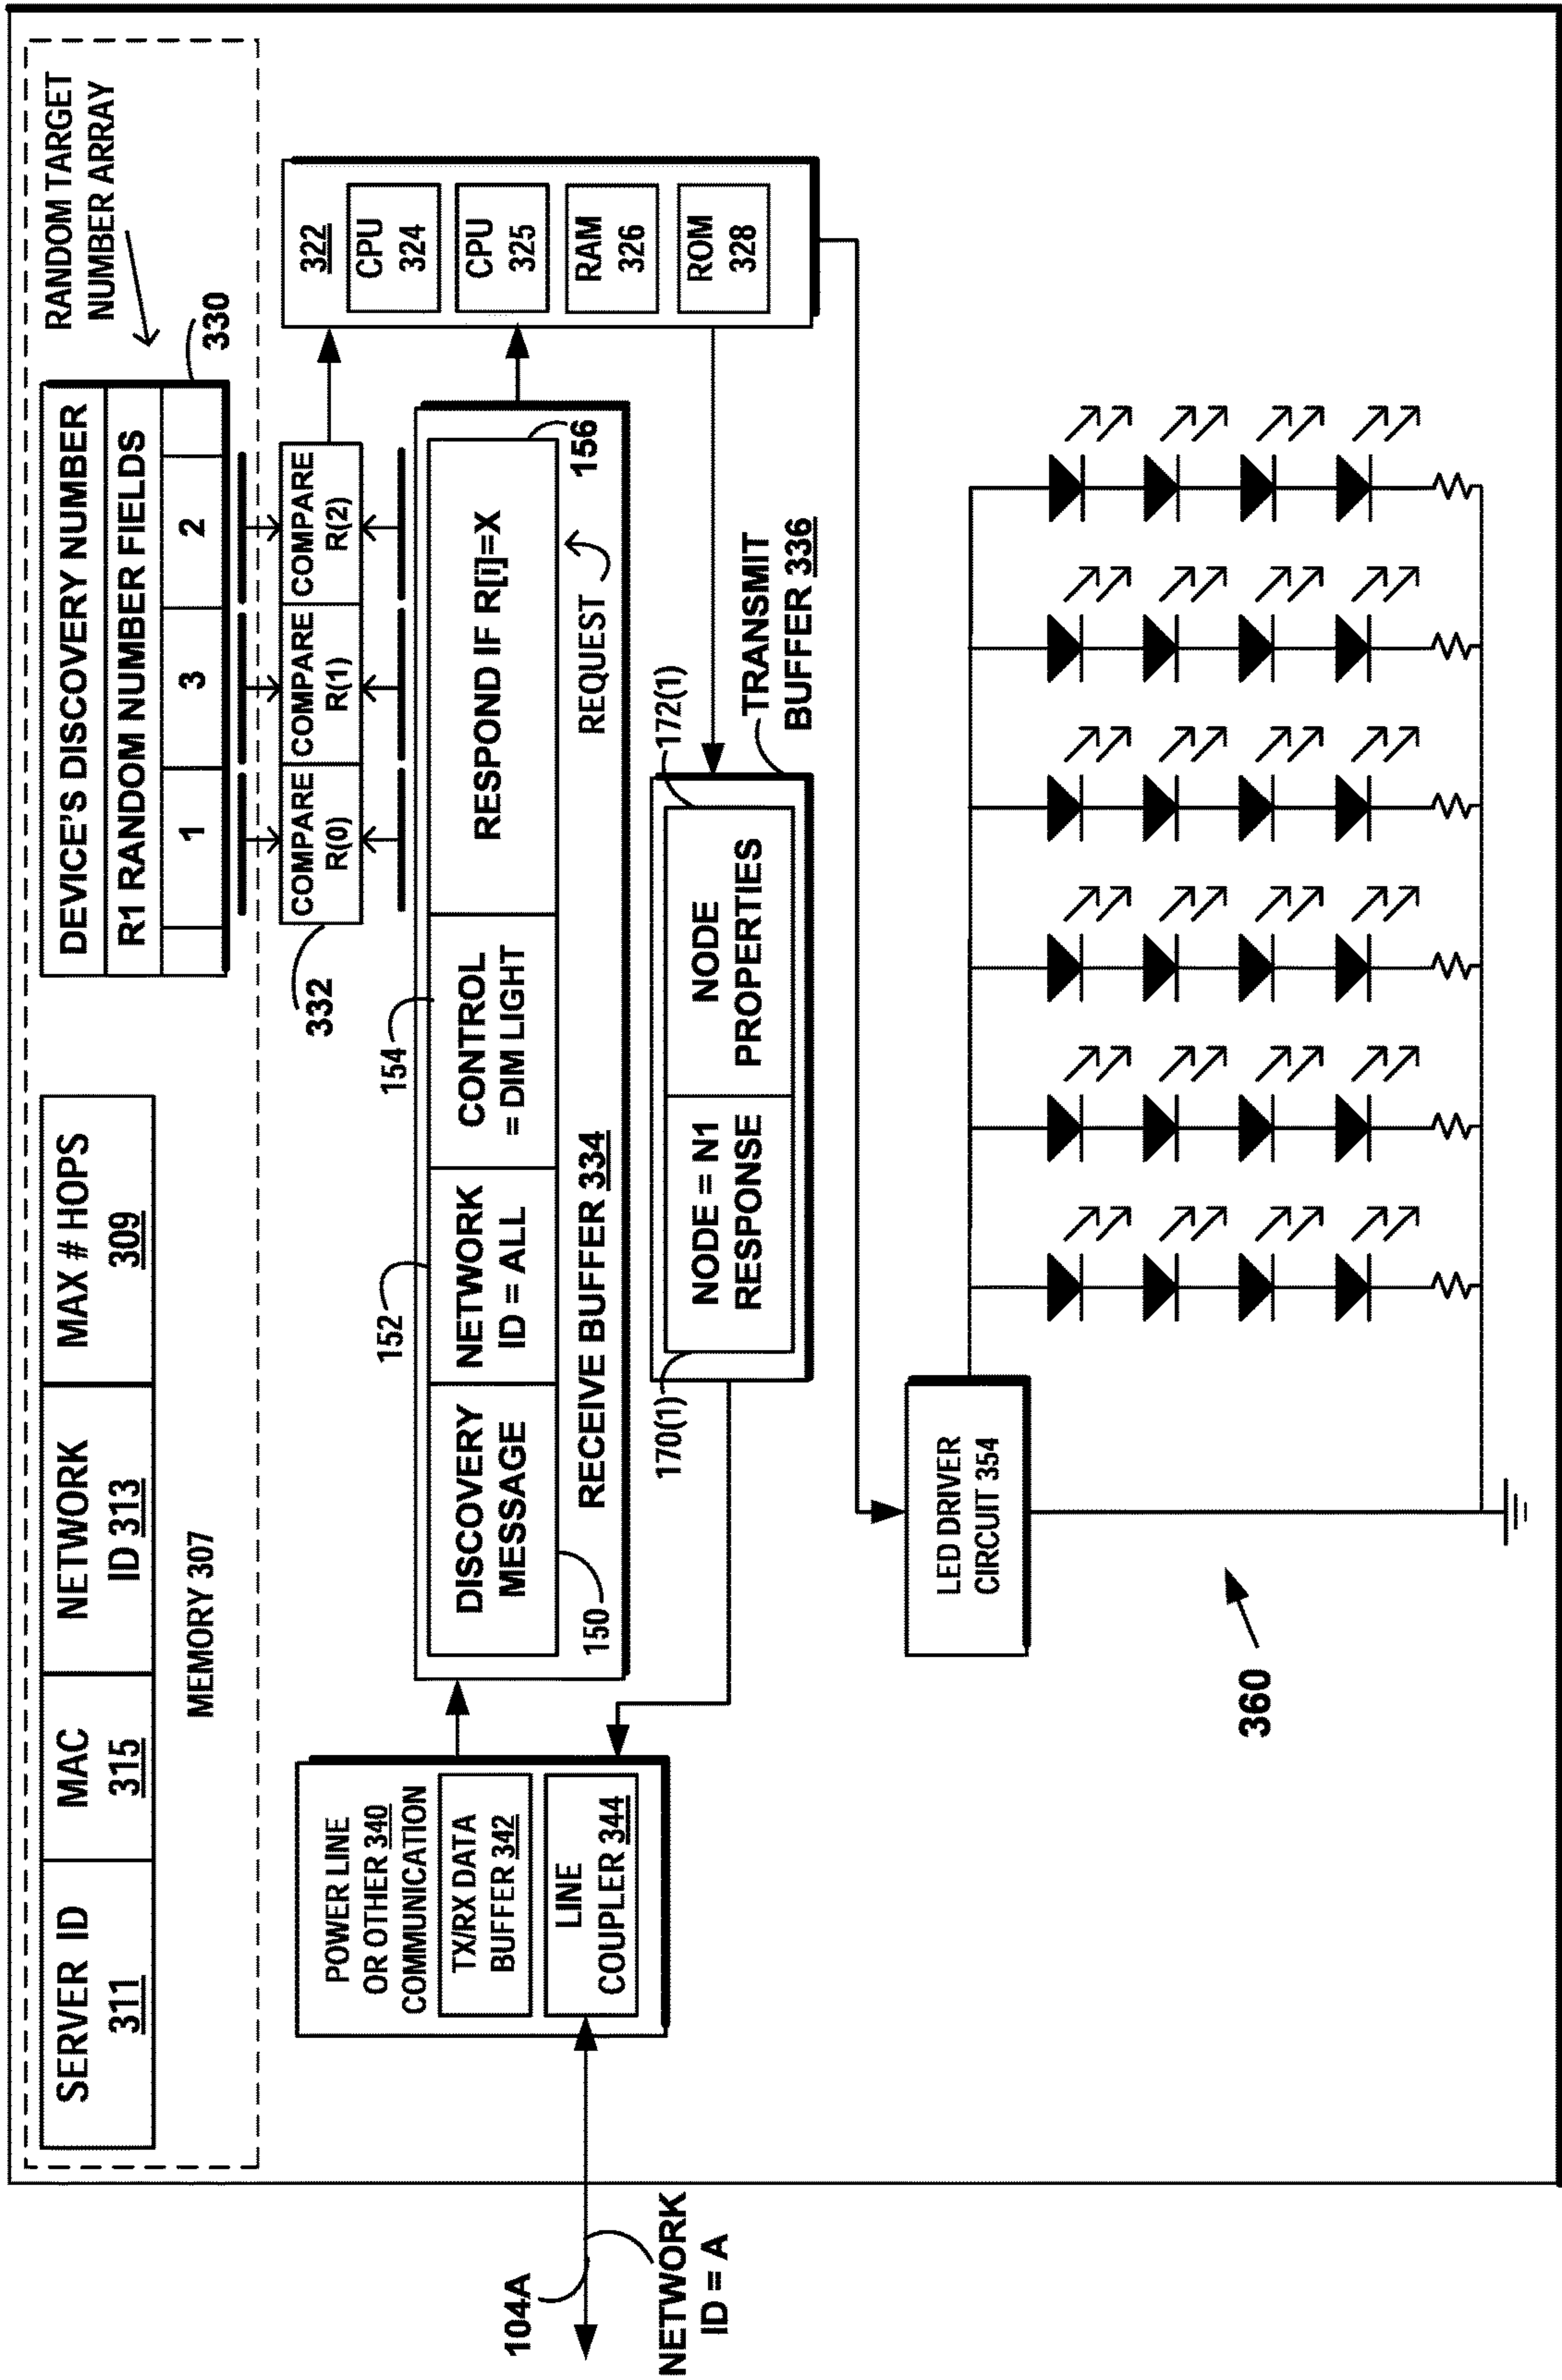 SERVER ID
311
MAC
315
NETWORK
ID 313
MAX # HOPS
309
MEMORY 307
DEVICE'S DISCOVERY NUMBER
R1 RANDOM NUMBER FIELDS
1
3
2
330
RANDOM TARGET
NUMBER ARRAY
COMPARE
R(0)
COMPARE
R(1)
COMPARE
R(2)
332
322
CPU
324
CPU
325
RAM
326
ROM
328
POWER LINE
OR OTHER 340
COMMUNICATION
TX/RX DATA
BUFFER 342
LINE
COUPLER 344
104A
NETWORK
ID = A
152
154
DISCOVERY
MESSAGE
NETWORK
ID = ALL
CONTROL
= DIM LIGHT
RESPOND IF R[i]=X
156
150
RECEIVE BUFFER 334
REQUEST
170(1)
NODE = N1
RESPONSE
NODE
PROPERTIES
172(1)
TRANSMIT
BUFFER 336
LED DRIVER
CIRCUIT 354
360